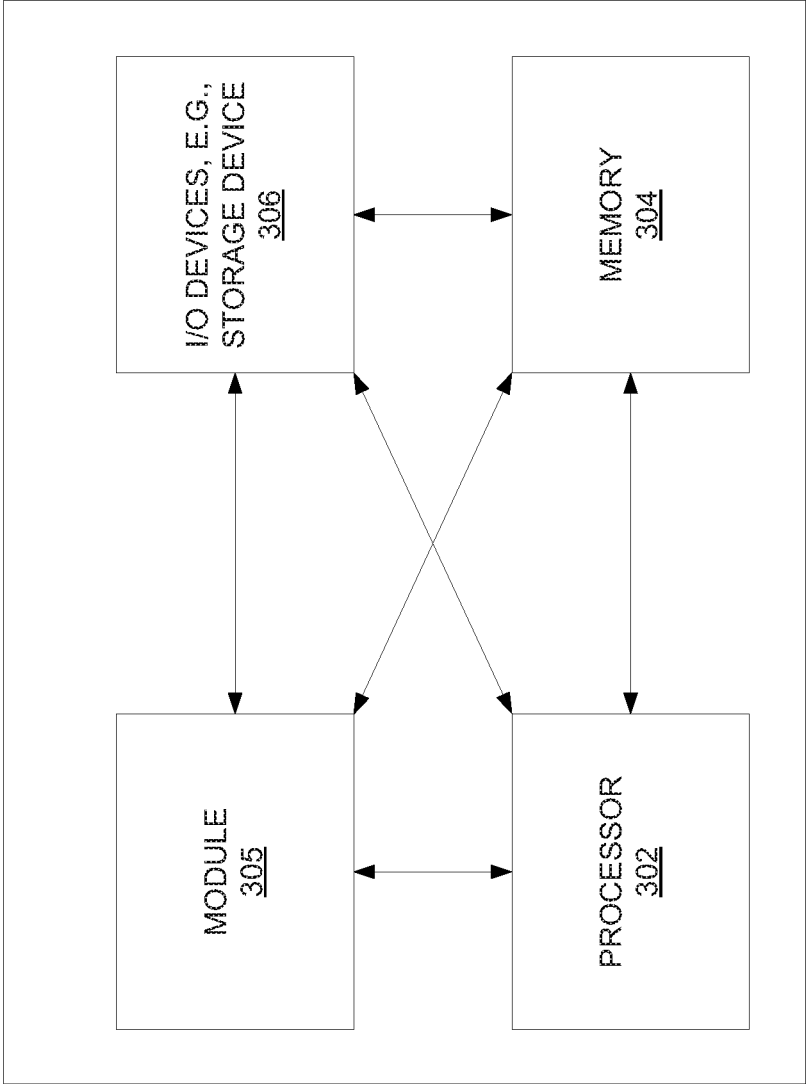 MODULE
305
I/O DEVICES, E.G.,
STORAGE DEVICE
306
PROCESSOR
302
MEMORY
304